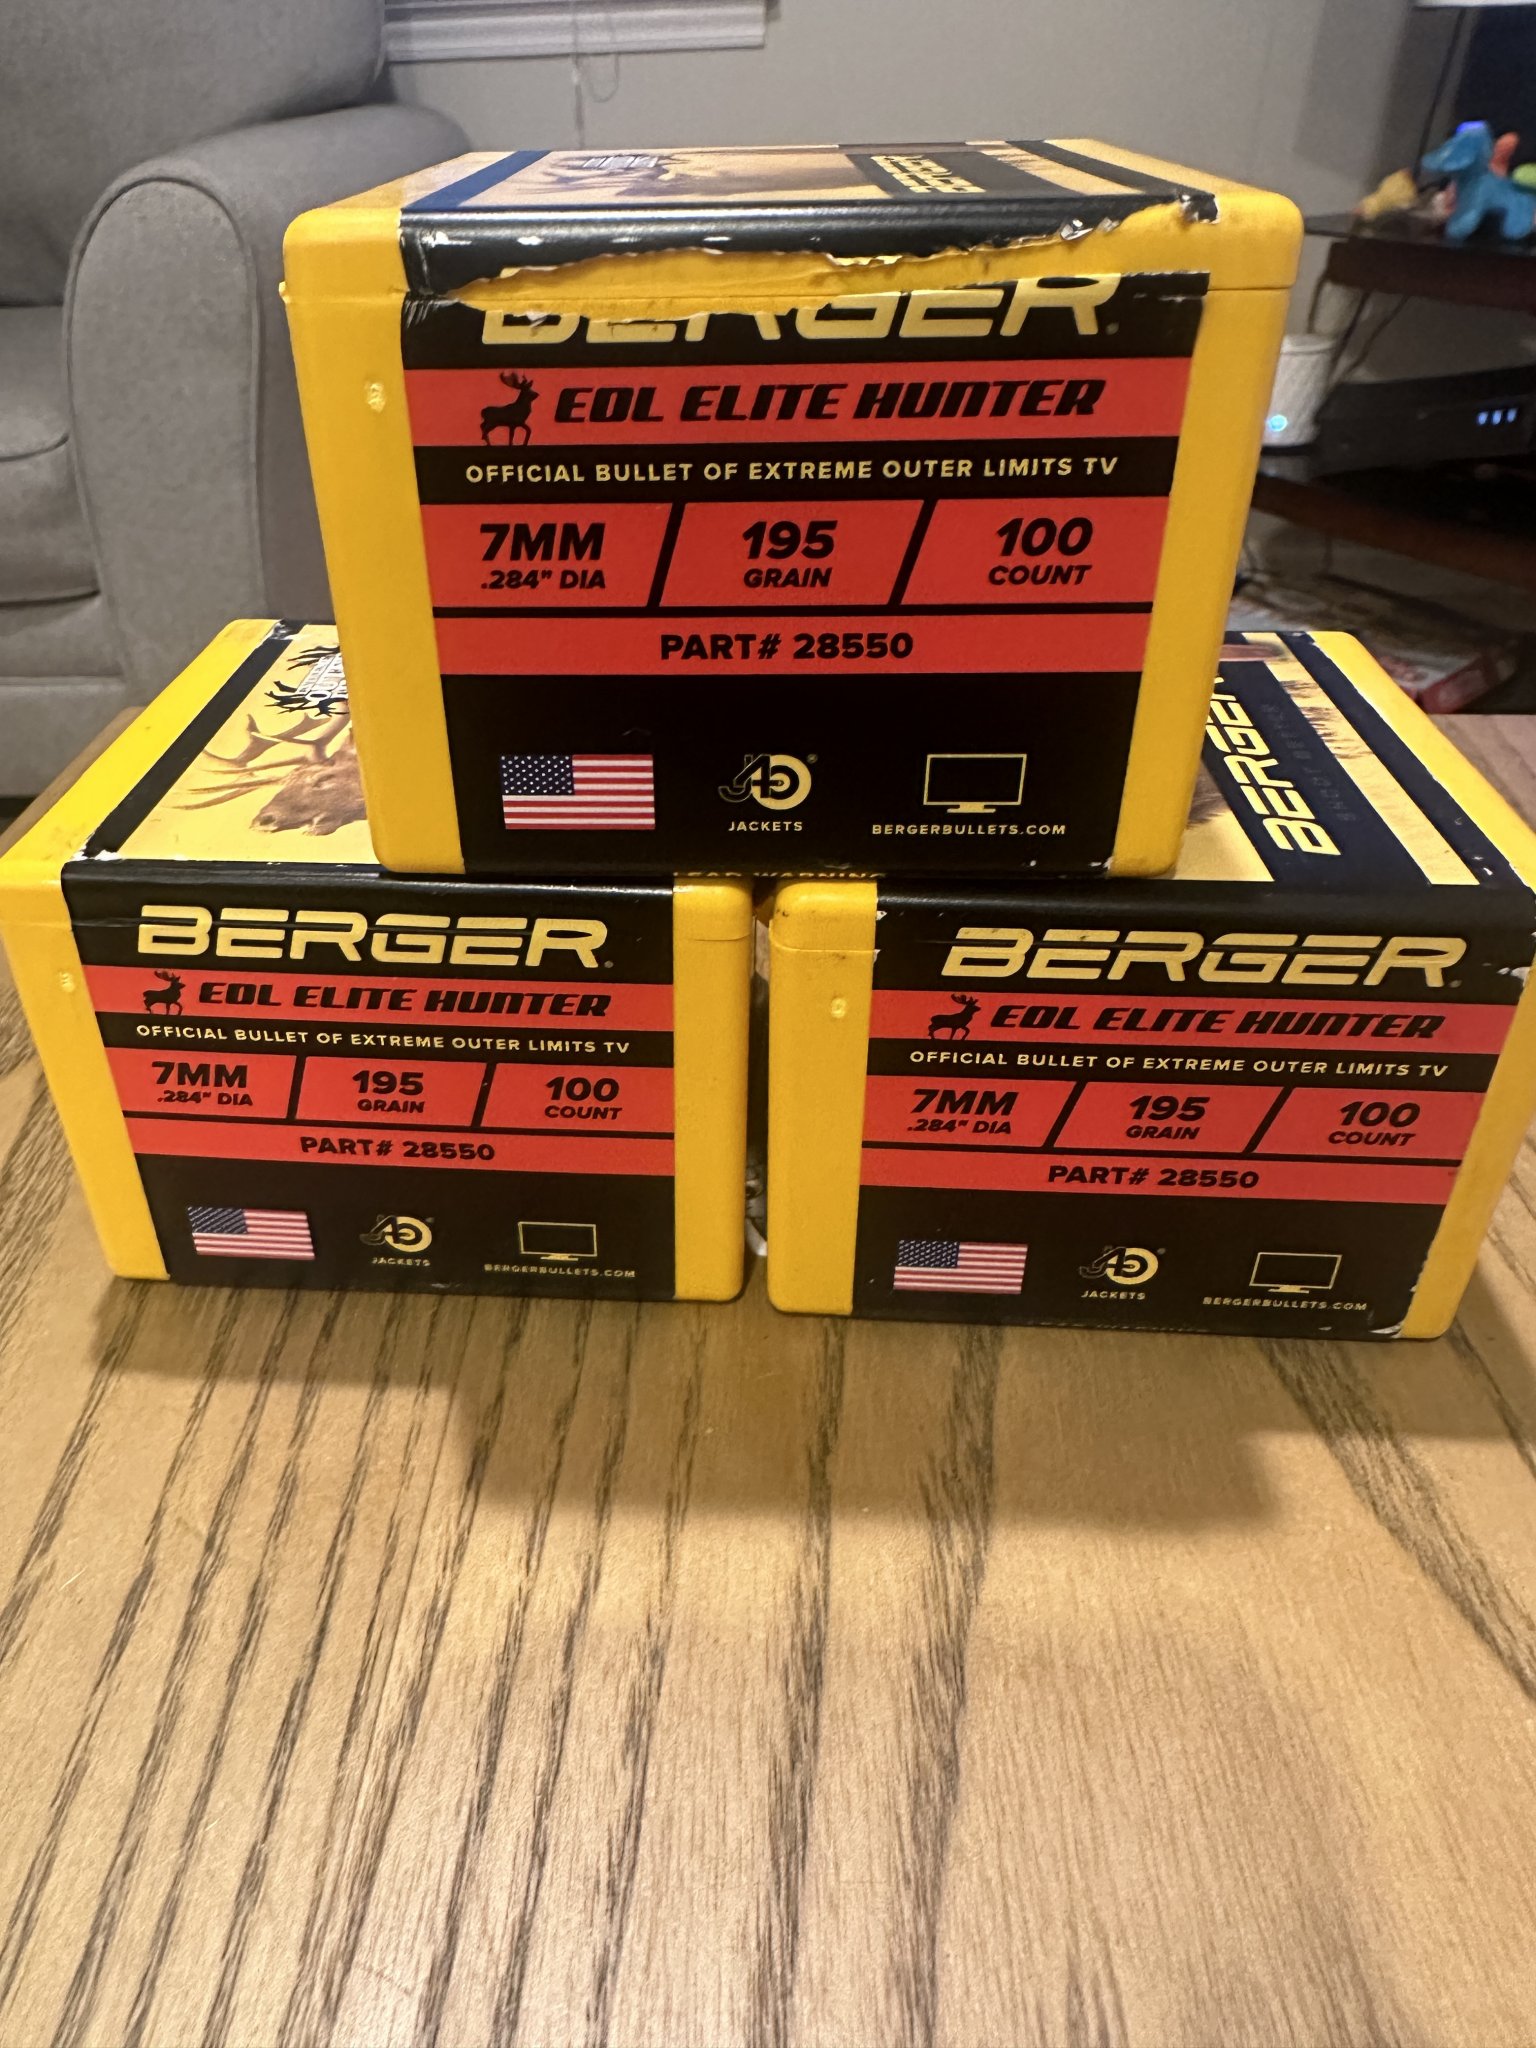 BERGER
EOL ELITE HUNTER
OFFICIAL BULLET OF EXTREME OUTER LIMITS TV
7MM
.284" DIA
195
GRAIN
100
COUNT
PART# 28550
JACKETS
BERGERBULLETS.COM
BERGER
LEAD WARNING
BERGER.
EOL ELITE HUNTER
OFFICIAL BULLET OF EXTREME OUTER LIMITS TV
7MM
.284" DIA
195
GRAIN
100
COUNT
PART# 28550
JACKETS
BERGERBULLETS.COM
BERGER.
EOL ELITE HUNTER
OFFICIAL BULLET OF EXTREME OUTER LIMITS TV
7MM
.284" DIA
195
GRAIN
100
COUNT
PART# 28550
JACKETS
BERGERBULLETS.COM